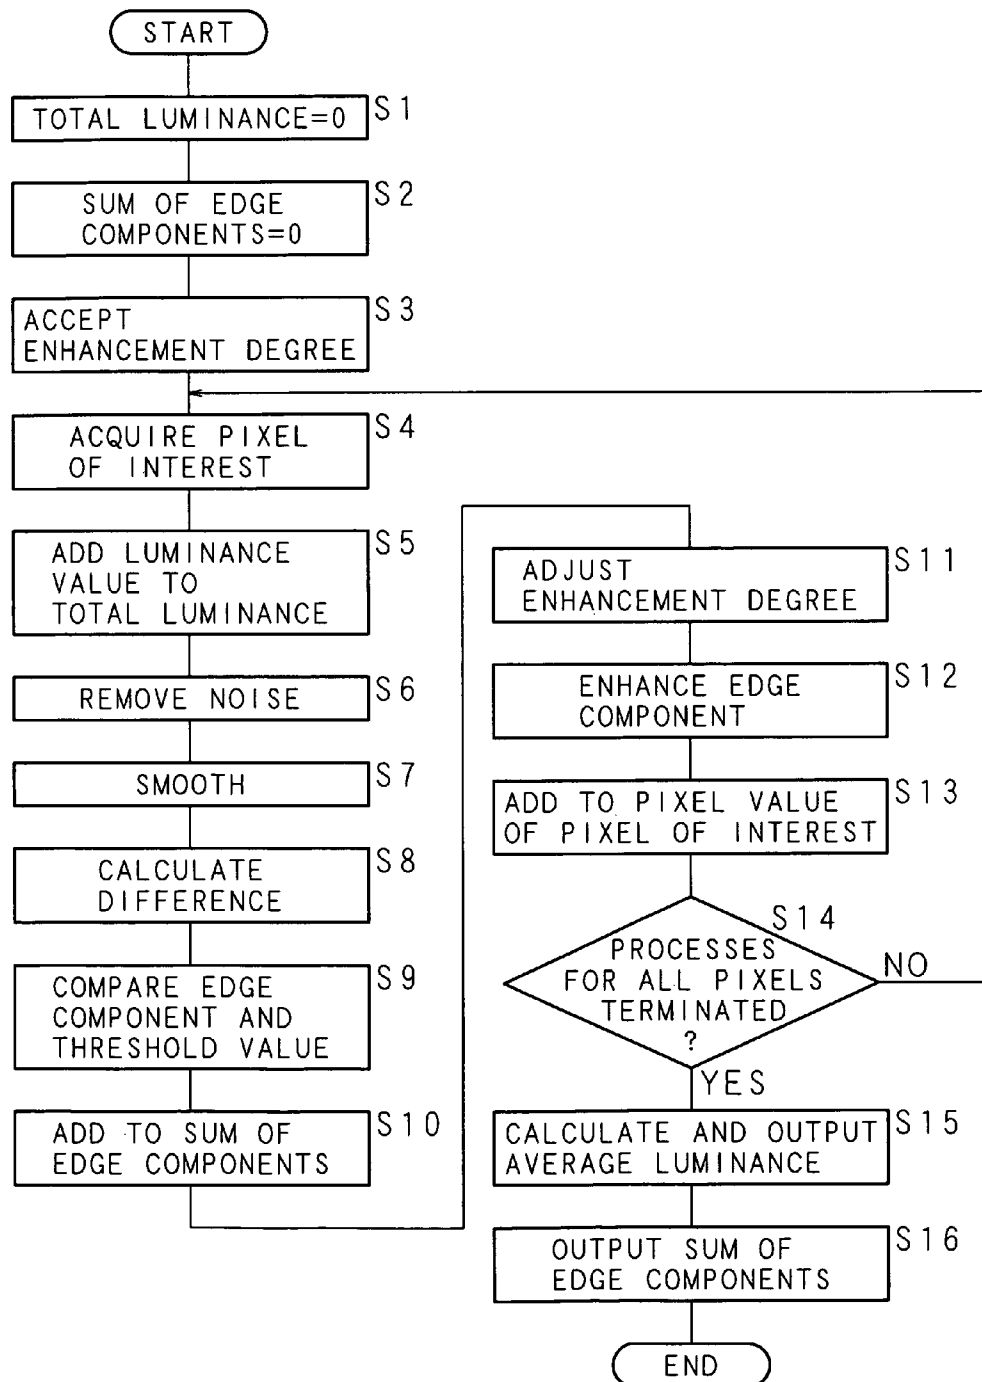 START
TOTAL LUMINANCE=0
S1
SUM OF EDGE
COMPONENTS=0
S2
ACCEPT
ENHANCEMENT DEGREE
S3
ACQUIRE PIXEL
OF INTEREST
S4
ADD LUMINANCE
VALUE TO
TOTAL LUMINANCE
S5
REMOVE NOISE
S6
SMOOTH
S7
CALCULATE
DIFFERENCE
S8
COMPARE EDGE
COMPONENT AND
THRESHOLD VALUE
S9
ADD TO SUM OF
EDGE COMPONENTS
S10
ADJUST
ENHANCEMENT DEGREE
S11
ENHANCE EDGE
COMPONENT
S12
ADD TO PIXEL VALUE
OF PIXEL OF INTEREST
S13
S14
PROCESSES
FOR ALL PIXELS
TERMINATED
?
NO
YES
CALCULATE AND OUTPUT
AVERAGE LUMINANCE
S15
OUTPUT SUM OF
EDGE COMPONENTS
S16
END